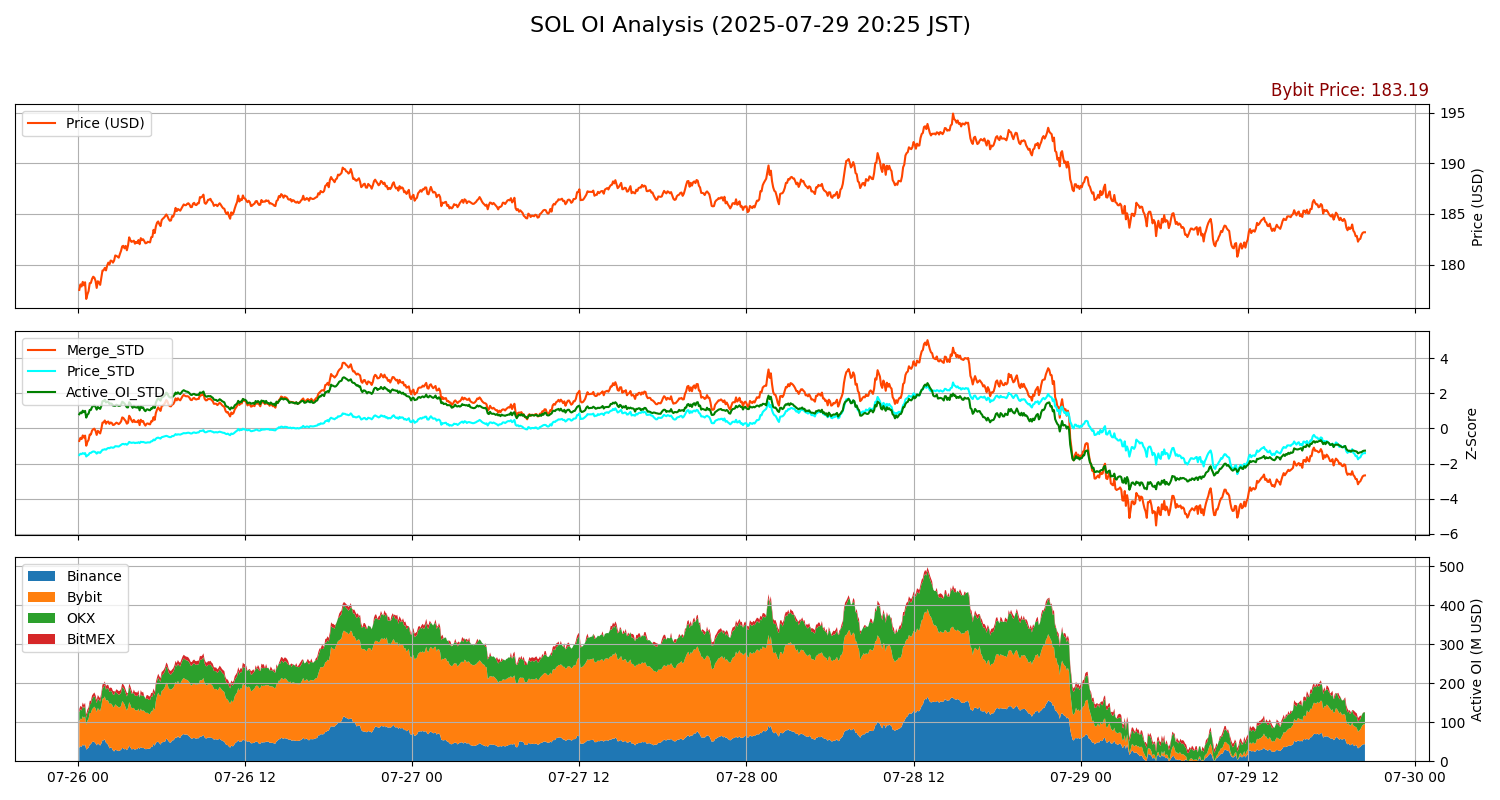 SOL OI Analysis (2025-07-29 20:25 JST)
Bybit Price: 183.19
Price (USD)
195
190
185
180
Price (USD)
Merge_STD
Price_STD
Active_OI_STD
4
2
0
−2
−4
−6
Z-Score
Binance
Bybit
OKX
BitMEX
500
400
300
200
100
0
Active OI (M USD)
07-26 00
07-26 12
07-27 00
07-27 12
07-28 00
07-28 12
07-29 00
07-29 12
07-30 00